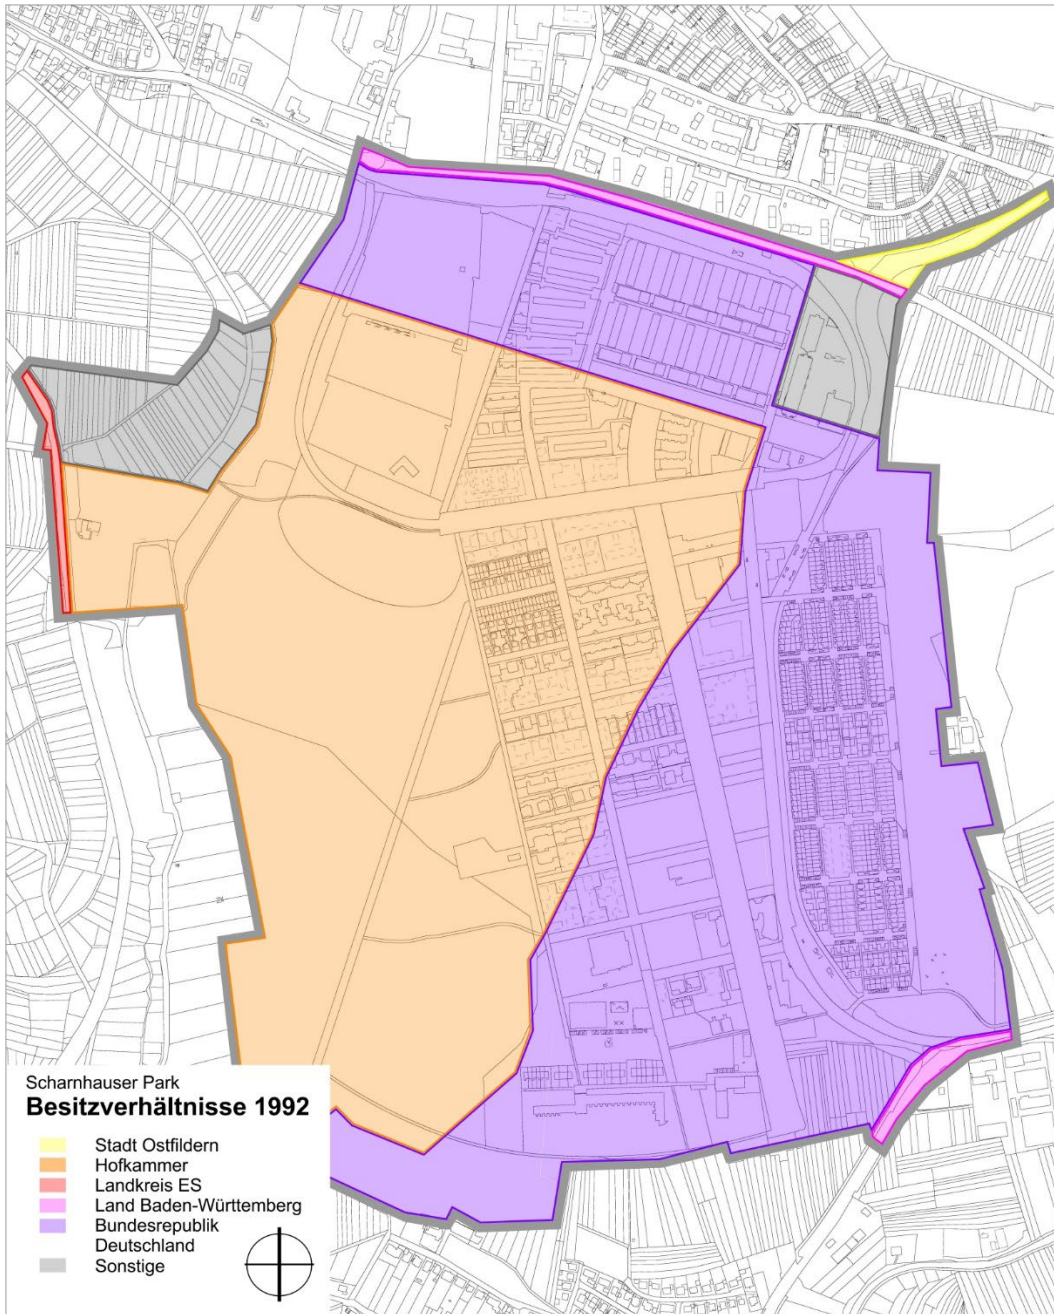 Scharnhauser Park
Besitzverhältnisse 1992
Stadt Ostfildern
Hofkammer
Landkreis ES
Land Baden-Württemberg
Bundesrepublik
Deutschland
Sonstige